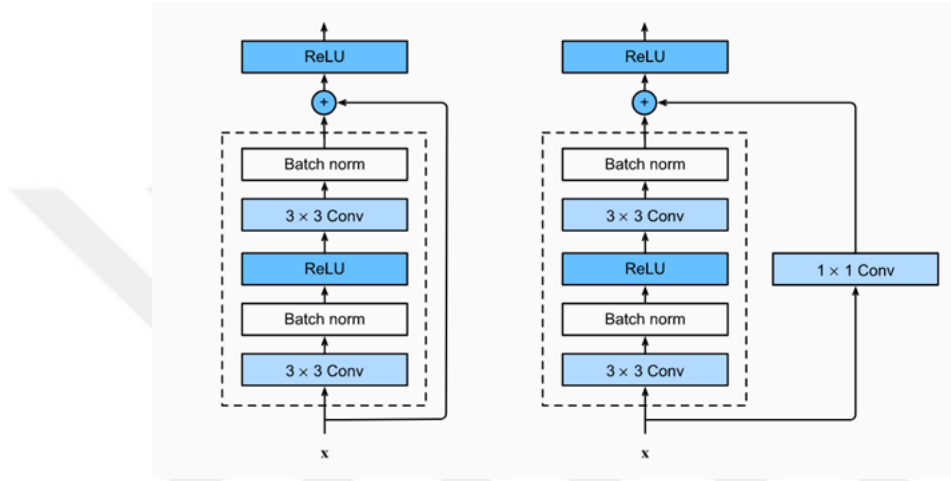 ReLU
+
Batch norm
3 × 3 Conv
ReLU
Batch norm
3 × 3 Conv
x
ReLU
+
Batch norm
3 × 3 Conv
ReLU
1 × 1 Conv
Batch norm
3 × 3 Conv
x